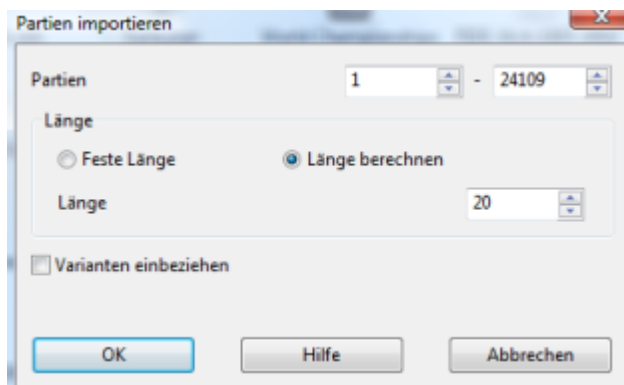 Partien importieren
Partien 1 - 24109
Länge
Feste Länge Länge berechnen
Länge 20
Varianten einbeziehen
OK Hilfe Abbrechen